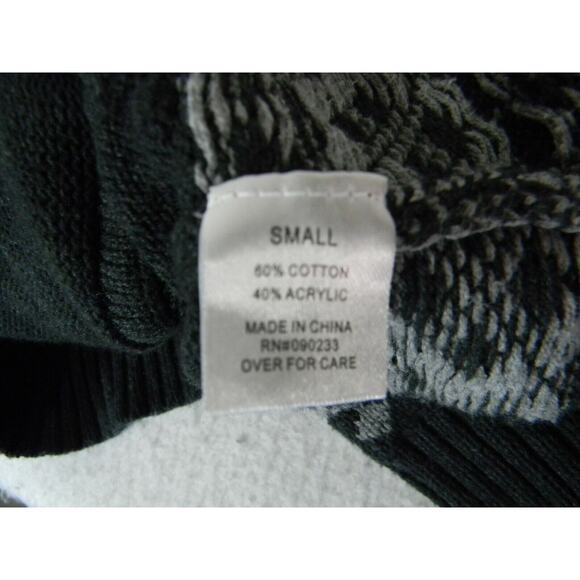 SMALL
60% COTTON
40% ACRYLIC
MADE IN CHINA
RN#090233
OVER FOR CARE